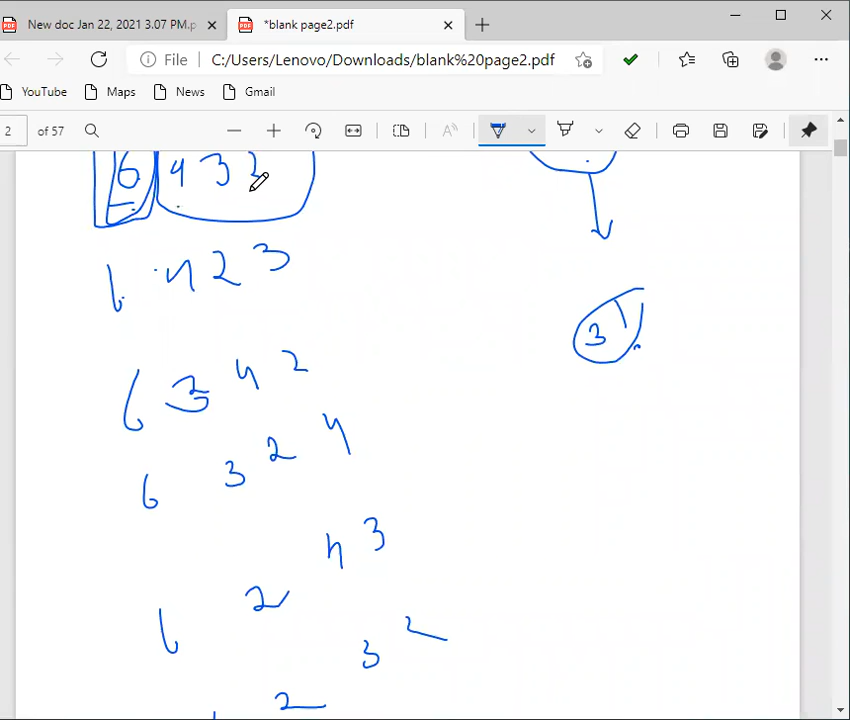 New doc Jan 22, 2021 3.07 PM.p
*blank page2.pdf
File C:/Users/Lenovo/Downloads/blank%20page2.pdf
YouTube Maps News Gmail
2 of 57
6 4 3 2
6 4 2 3
3!
6 3 4 2
6 3 2 4
6 2 4 3
3 2
2